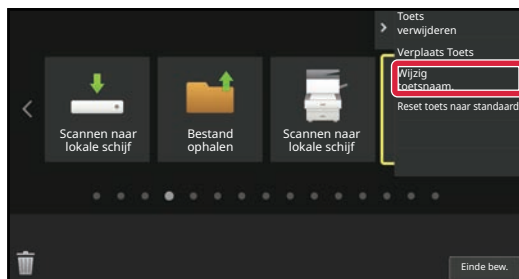 Toets
verwijderen
Verplaats Toets
Wijzig
toetsnaam.
Reset toets naar standaard
Scannen naar
lokale schijf
Bestand
ophalen
Scannen naar
lokale schijf
Einde bew.